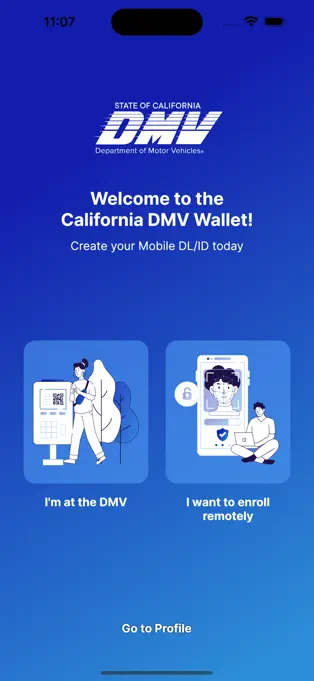 11:07
STATE OF CALIFORNIA
DMV
Department of Motor Vehicles®
Welcome to the
California DMV Wallet!
Create your Mobile DL/ID today
I'm at the DMV
I want to enroll
remotely
Go to Profile